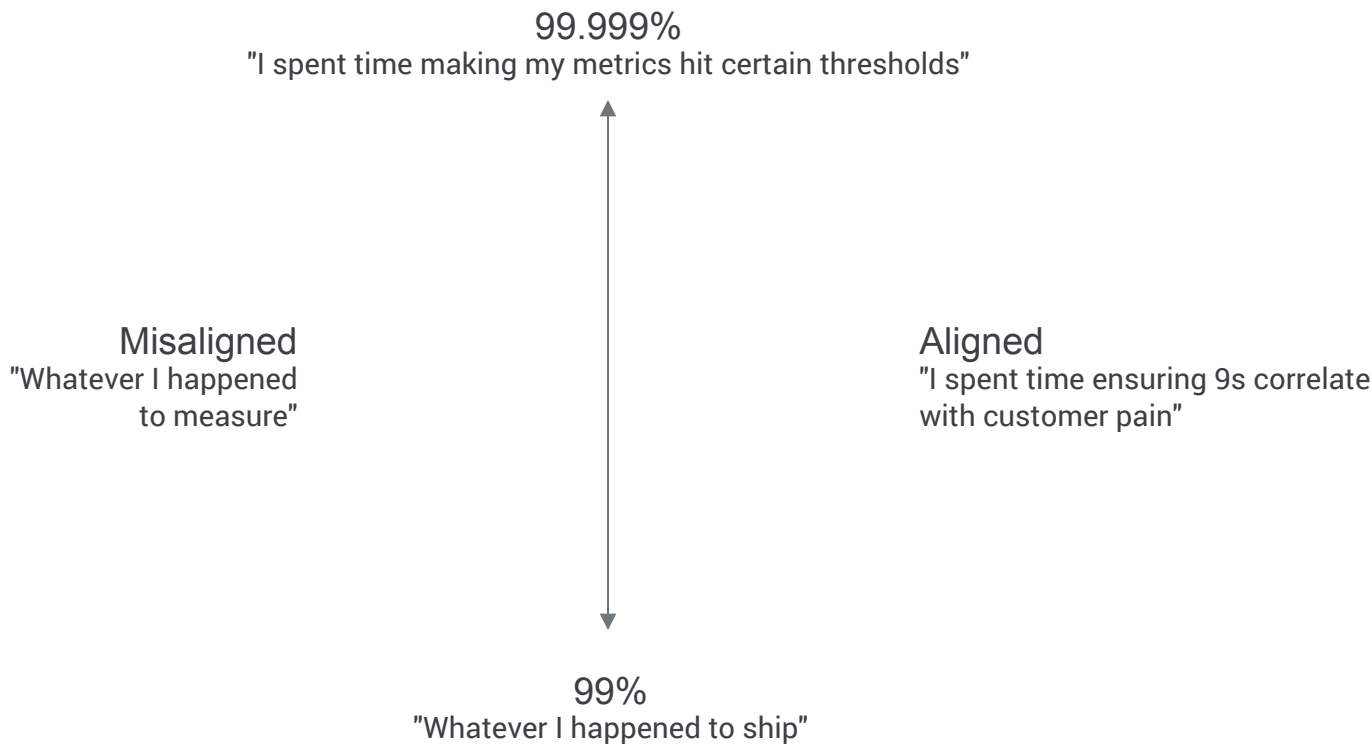 99.999%
"I spent time making my metrics hit certain thresholds"
Misaligned
"Whatever I happened
to measure"
Aligned
"I spent time ensuring 9s correlate
with customer pain"
99%
"Whatever I happened to ship"